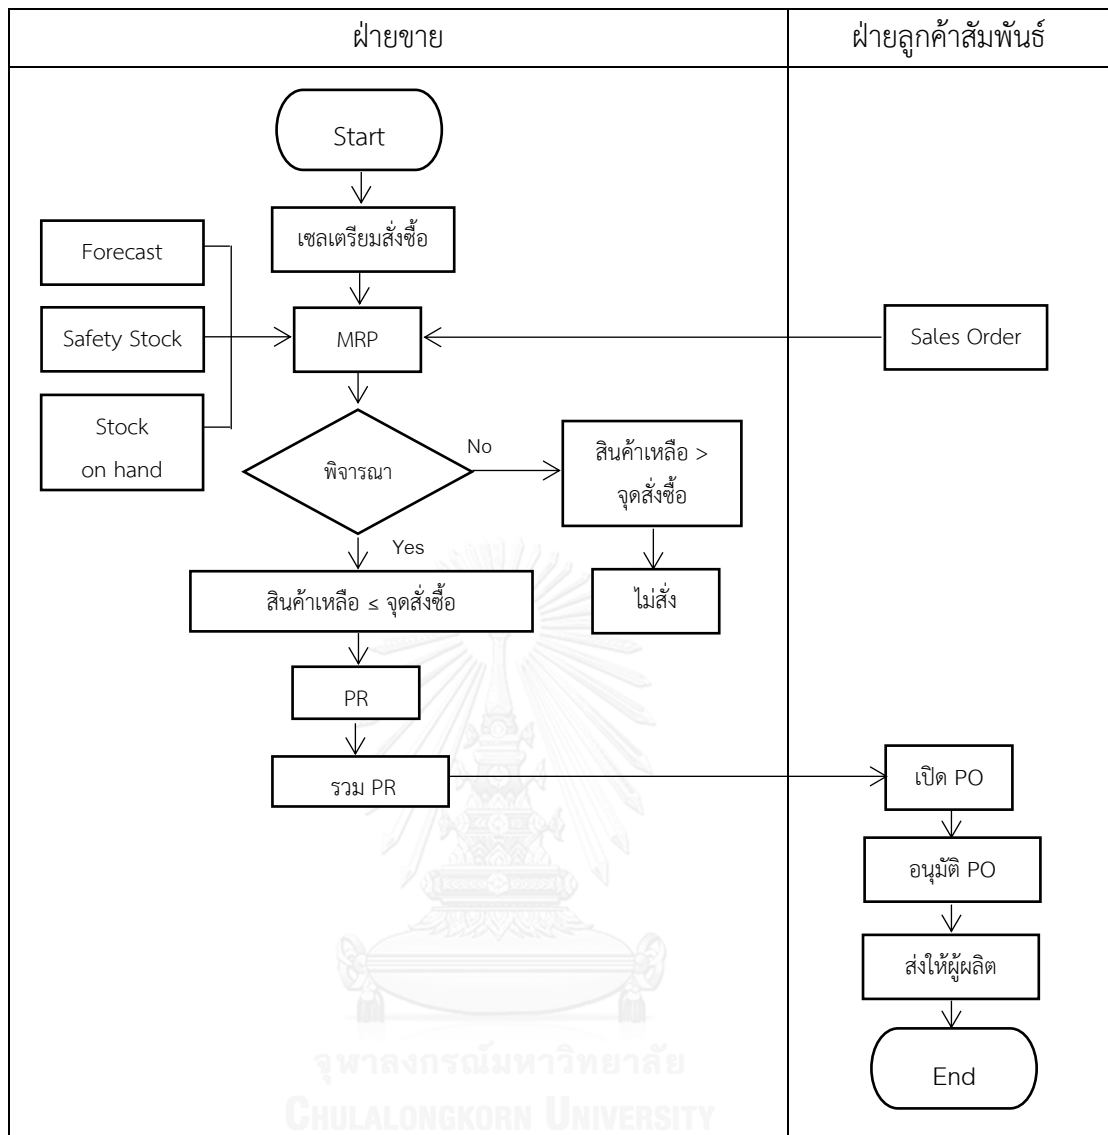 ฝ่ายขาย
ฝ่ายลูกค้าสัมพันธ์
Start
เซลเตรียมสั่งซื้อ
Forecast
Safety Stock
MRP
Sales Order
Stock
on hand
พิจารณา
No
สินค้าเหลือ >
จุดสั่งซื้อ
Yes
สินค้าเหลือ ≤ จุดสั่งซื้อ
ไม่สั่ง
PR
รวม PR
เปิด PO
อนุมัติ PO
ส่งให้ผู้ผลิต
End
จุฬาลงกรณ์มหาวิทยาลัย
CHULALONGKORN UNIVERSITY